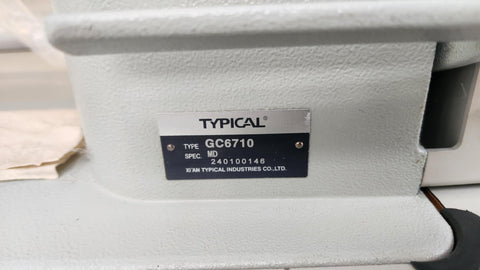 TYPICAL®
TYPE GC6710
SPEC. MD
240100146
XI'AN TYPICAL INDUSTRIES CO.,LTD.